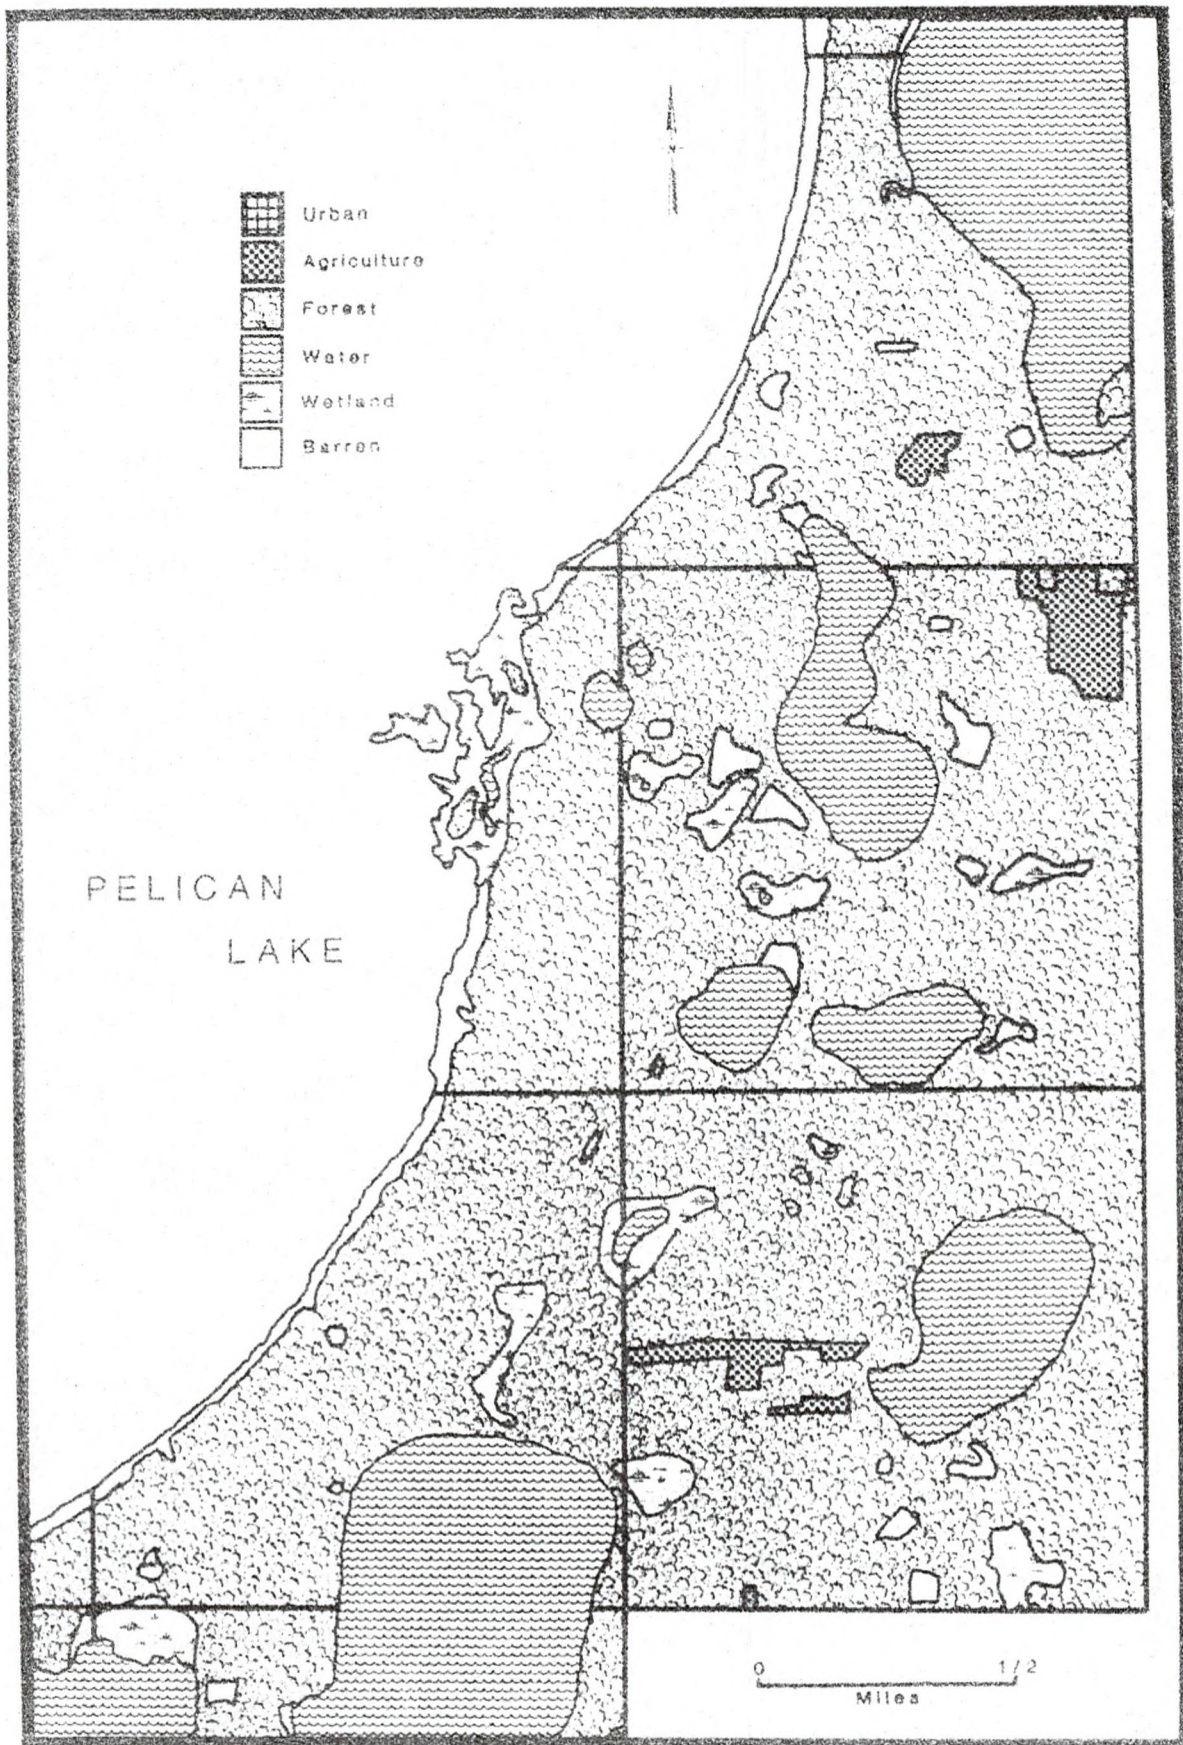 Urban
Agriculture
Forest
Water
Wetland
Barren
PELICAN
LAKE
0 1/2
Miles